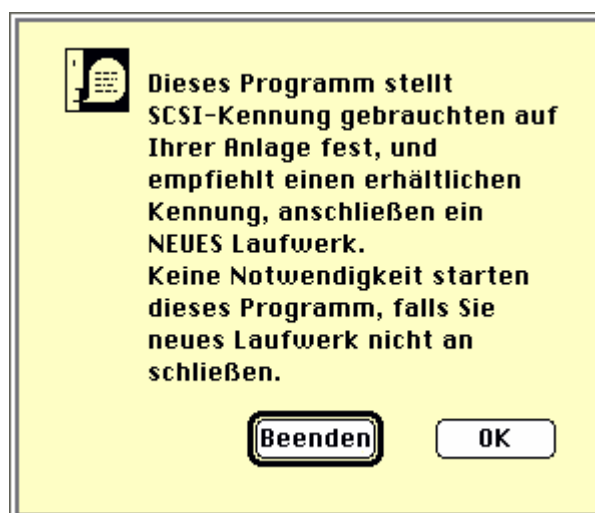 Dieses Programm stellt
SCSI-Kennung gebrauchten auf
Ihrer Anlage fest, und
empfiehlt einen erhältlichen
Kennung, anschließen ein
NEUES Laufwerk.
Keine Notwendigkeit starten
dieses Programm, falls Sie
neues Laufwerk nicht an
schließen.
Beenden
OK